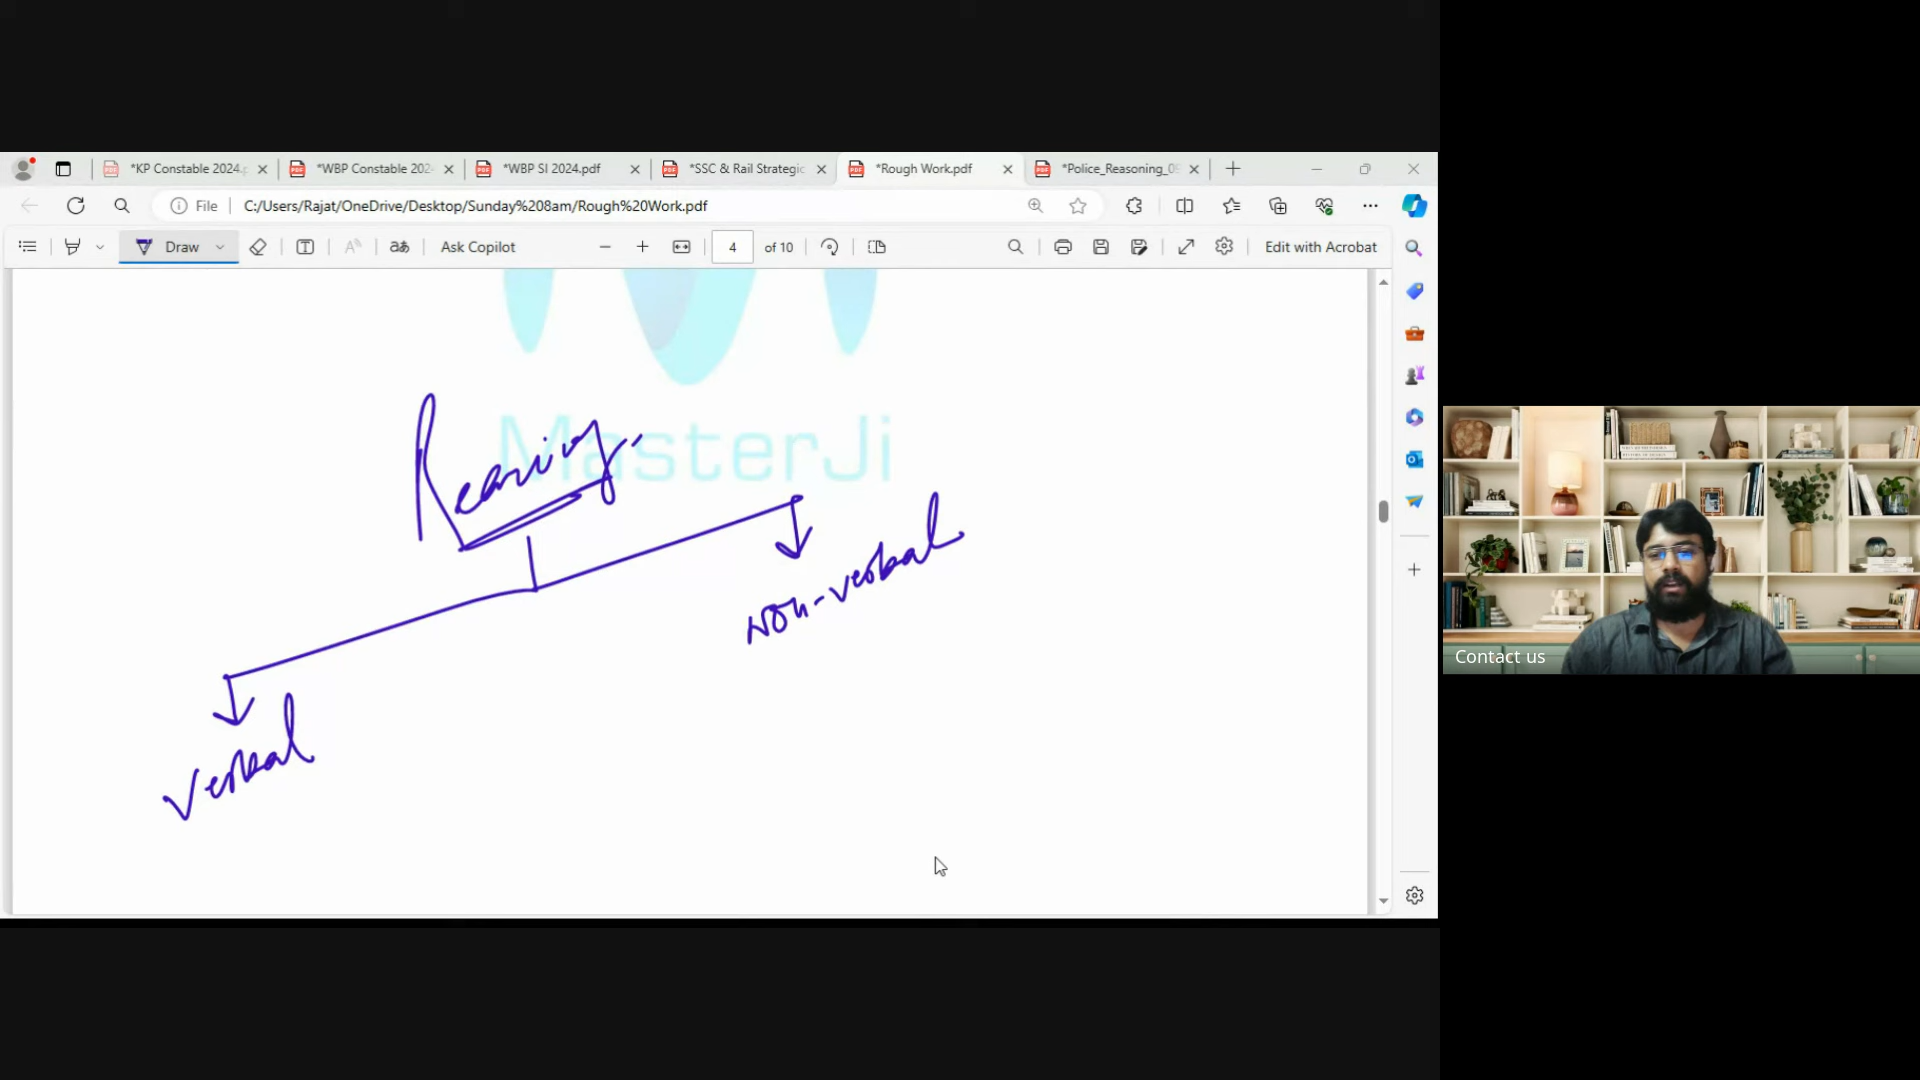 *KP Constable 2024.p
*WBP Constable 202
*WBP SI 2024.pdf
*SSC & Rail Strategic
*Rough Work.pdf
*Police_Reasoning_05
File
C:/Users/Rajat/OneDrive/Desktop/Sunday%208am/Rough%20Work.pdf
Draw
Ask Copilot
4
of 10
Edit with Acrobat
MasterJi
Non-verbal
Verbal
Contact us